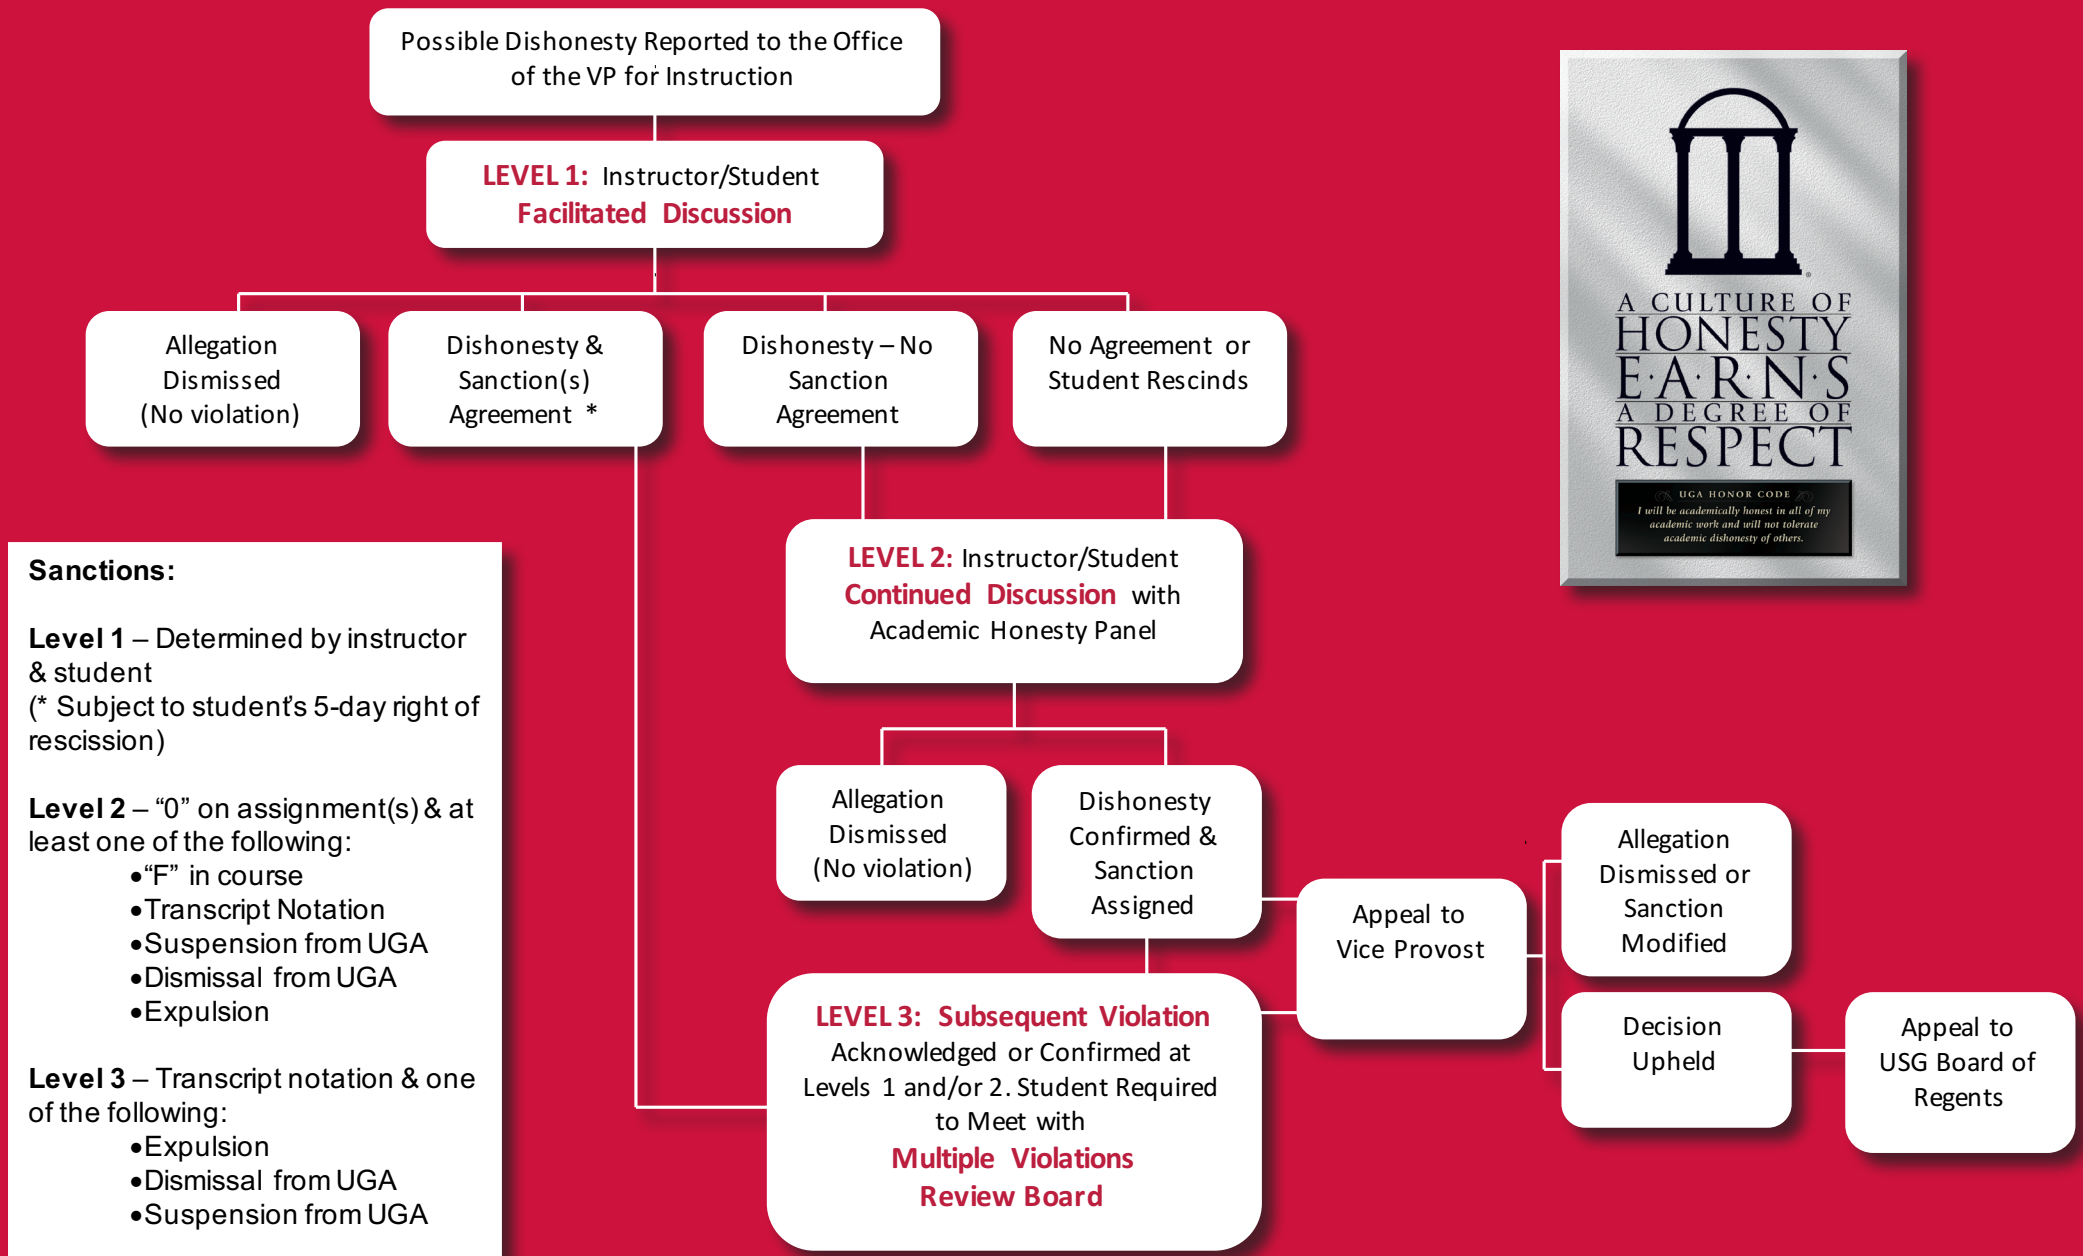 Possible Dishonesty Reported to the Office
of the VP for Instruction
LEVEL 1: Instructor/Student
Facilitated Discussion
Allegation
Dismissed
(No violation)
Dishonesty &
Sanction(s)
Agreement *
Dishonesty – No
Sanction
Agreement
No Agreement or
Student Rescinds
LEVEL 2: Instructor/Student
Continued Discussion with
Academic Honesty Panel
Allegation
Dismissed
(No violation)
Dishonesty
Confirmed &
Sanction
Assigned
Appeal to
Vice Provost
Allegation
Dismissed or
Sanction
Modified
Decision
Upheld
Appeal to
USG Board of
Regents
LEVEL 3: Subsequent Violation
Acknowledged or Confirmed at
Levels 1 and/or 2. Student Required
to Meet with
Multiple Violations
Review Board
Sanctions:
Level 1 – Determined by instructor
& student
(* Subject to student's 5-day right of
rescission)
Level 2 – "0" on assignment(s) & at
least one of the following:
•"F" in course
•Transcript Notation
•Suspension from UGA
•Dismissal from UGA
•Expulsion
Level 3 – Transcript notation & one
of the following:
•Expulsion
•Dismissal from UGA
•Suspension from UGA
®
A CULTURE OF
HONESTY
E·A·R·N·S
A DEGREE OF
RESPECT
UGA HONOR CODE
I will be academically honest in all of my
academic work and will not tolerate
academic dishonesty of others.